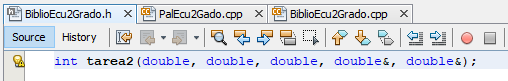 BiblioEcu2Grado.h PalEcu2Gado.cpp BiblioEcu2Grado.cpp
Source History
int tarea2(double, double, double, double&, double&);